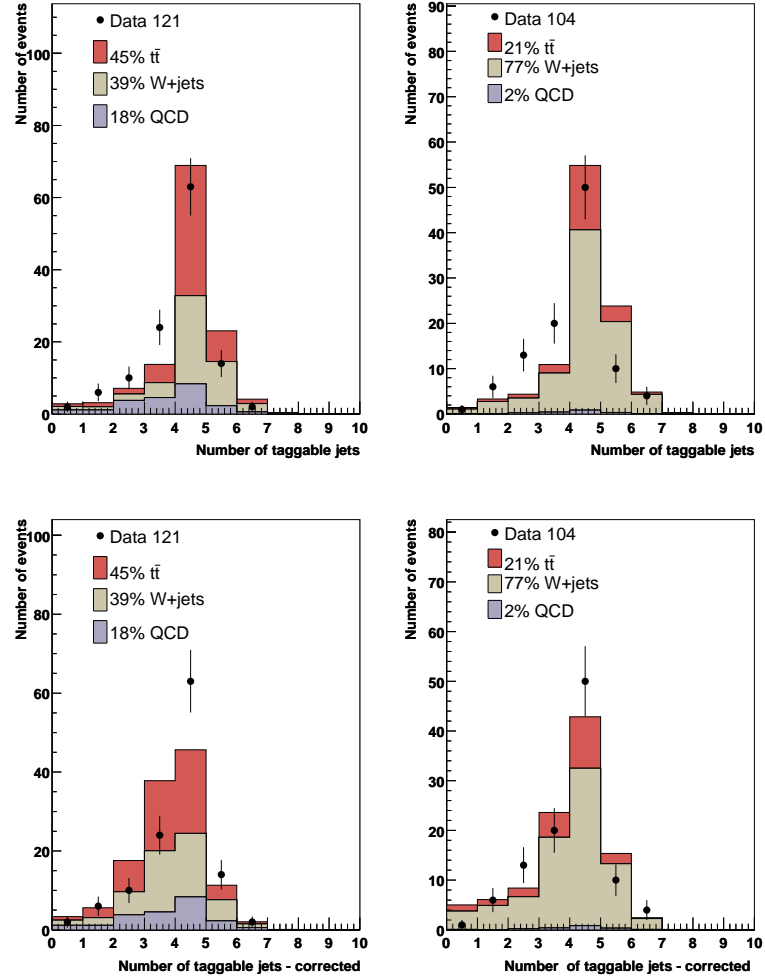 Number of events
100
80
60
40
20
0
Data 121
45% tt̄
39% W+jets
18% QCD
0 1 2 3 4 5 6 7 8 9 10
Number of taggable jets
Number of events
90
80
70
60
50
40
30
20
10
0
Data 104
21% tt̄
77% W+jets
2% QCD
0 1 2 3 4 5 6 7 8 9 10
Number of taggable jets
Number of events
100
80
60
40
20
0
Data 121
45% tt̄
39% W+jets
18% QCD
0 1 2 3 4 5 6 7 8 9 10
Number of taggable jets - corrected
Number of events
80
70
60
50
40
30
20
10
0
Data 104
21% tt̄
77% W+jets
2% QCD
0 1 2 3 4 5 6 7 8 9 10
Number of taggable jets - corrected